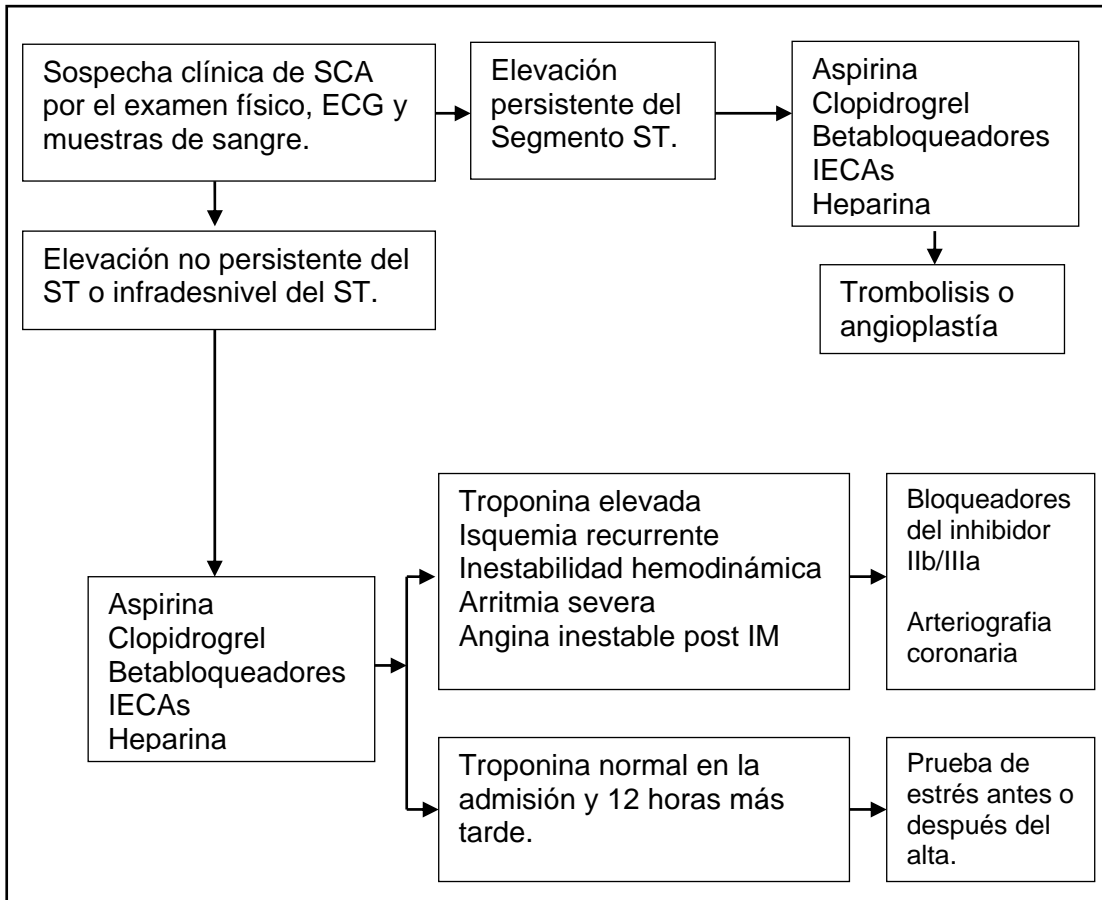 Sospecha clínica de SCA
por el examen físico, ECG y
muestras de sangre.
Elevación
persistente del
Segmento ST.
Aspirina
Clopidrogrel
Betabloqueadores
IECAs
Heparina
Elevación no persistente del
ST o infradesnivel del ST.
Trombolisis o
angioplastía
Aspirina
Clopidrogrel
Betabloqueadores
IECAs
Heparina
Troponina elevada
Isquemia recurrente
Inestabilidad hemodinámica
Arritmia severa
Angina inestable post IM
Bloqueadores
del inhibidor
IIb/IIIa
Arteriografia
coronaria
Troponina normal en la
admisión y 12 horas más
tarde.
Prueba de
estrés antes o
después del
alta.